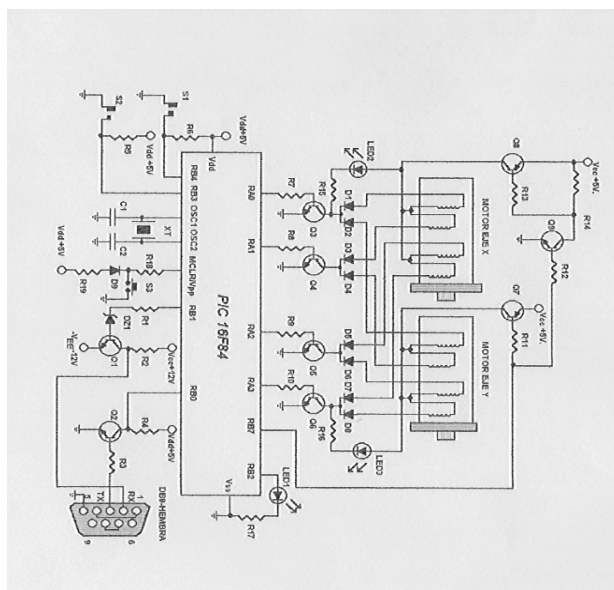 S2
S1
R5
Vdd+5V
R6
Vdd+5V
Vdd
RB4
RB3
OSC1
OSC2
MCLR/Vpp
RB1
RB0
PIC 16F84
RA0
RA1
RA2
RA3
RB7
RB2
Vss
C1
C2
XT
Vdd+5V
R19
D9
R18
S3
DZ1
R1
-VEE-12V
Q1
R2
Vcc+12V
Q2
R4
Vdd+5V
R3
DB9-HEMBRA
5
TX
RX
1
9
6
R7
Q3
R8
Q4
R9
Q5
R10
Q6
R15
LED2
D1
D2
D3
D4
D5
D6
D7
D8
R16
LED3
LED1
R17
MOTOR EJE X
MOTOR EJE Y
Q8
Vcc+5V.
R13
R14
Q9
R12
Q7
Vcc+5V.
R11